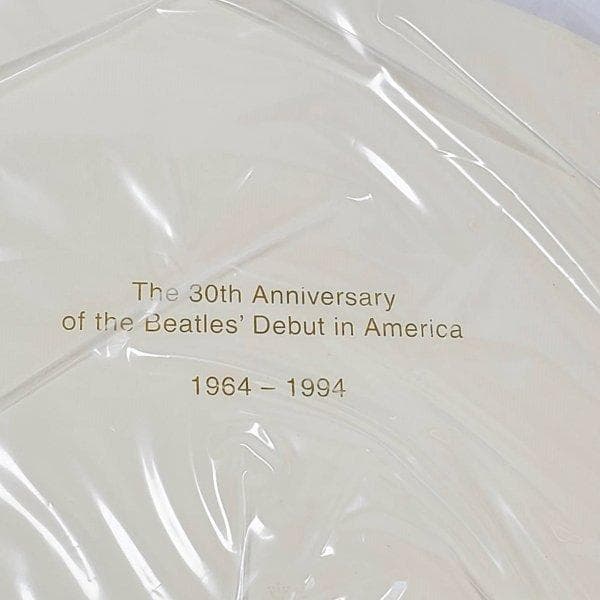 The 30th Anniversary
of the Beatles' Debut in America
1964 – 1994